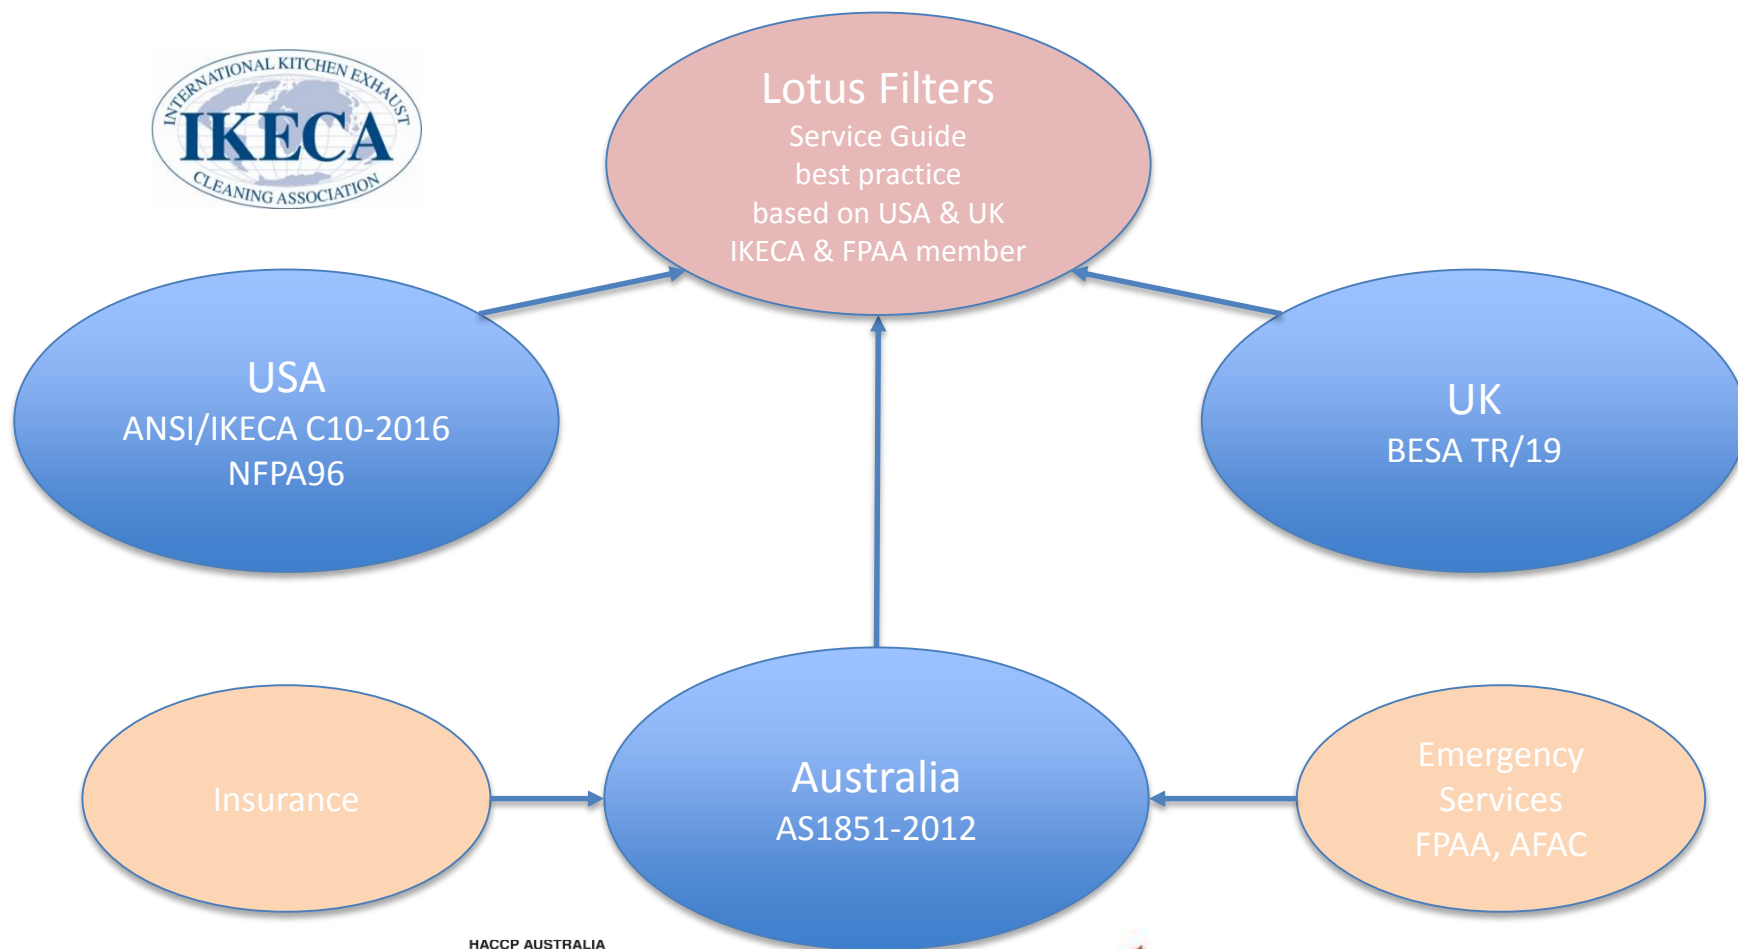 INTERNATIONAL KITCHEN EXHAUST
IKECA
CLEANING ASSOCIATION
Lotus Filters
Service Guide
best practice
based on USA & UK
IKECA & FPAA member
USA
ANSI/IKECA C10-2016
NFPA96
UK
BESA TR/19
Insurance
Australia
AS1851-2012
Emergency
Services
FPAA, AFAC
HACCP AUSTRALIA